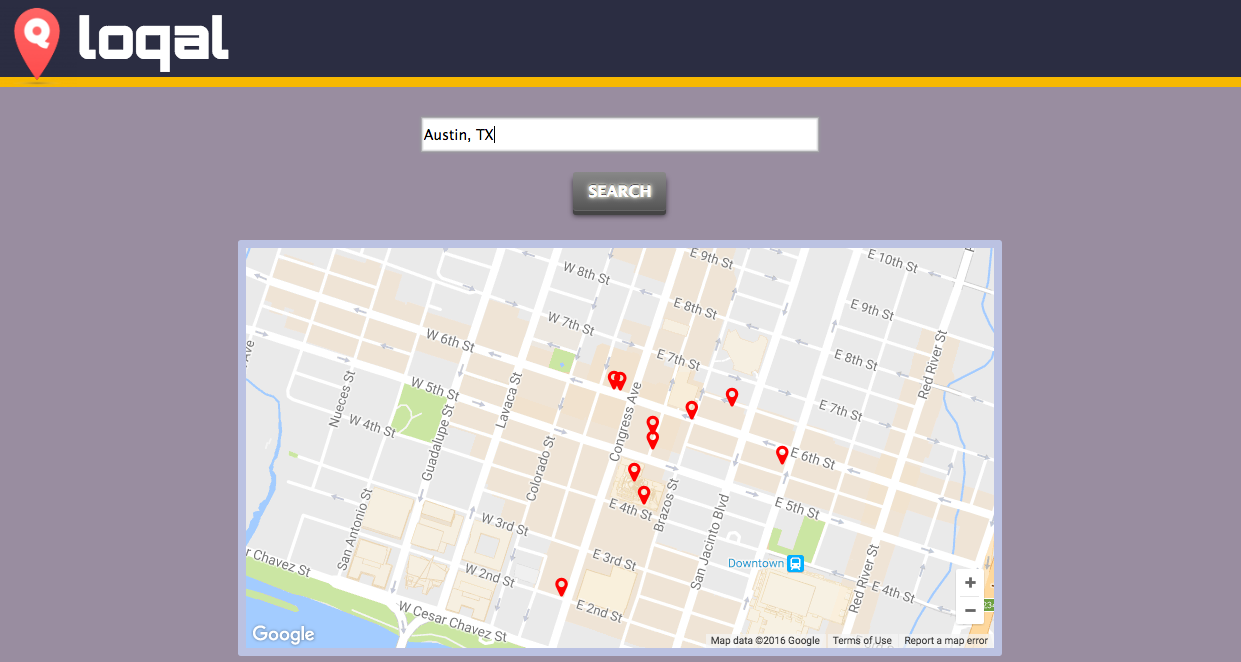 loqal
Austin, TX
SEARCH
E 9th St
E 10th St
W 8th St
E 8th St
E 9th St
W 7th St
W 6th St
E 7th St
E 8th St
Red River St
Ave
Nueces St
W 5th St
Lavaca St
Congress Ave
E 7th St
W 4th St
Guadalupe St
Colorado St
E 6th St
San Antonio St
W 3rd St
E 4th St
Brazos St
San Jacinto Blvd
E 5th St
r Chavez St
W 2nd St
E 3rd St
Downtown
Red River St
E 4th St
+
−
W Cesar Chavez St
E 2nd St
Google
Map data ©2016 Google
Terms of Use
Report a map error